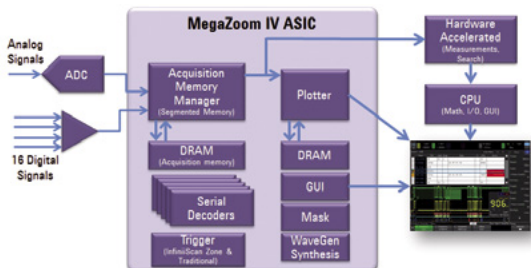 MegaZoom IV ASIC
Analog
Signals
ADC
16 Digital
Signals
Acquisition
Memory
Manager
(Segmented Memory)
DRAM
(Acquisition memory)
Serial
Decoders
Trigger
(InfiniiScan Zone &
Traditional)
Plotter
DRAM
GUI
Mask
WaveGen
Synthesis
Hardware
Accelerated
(Measurements,
Search)
CPU
(Math, I/O, GUI)
906